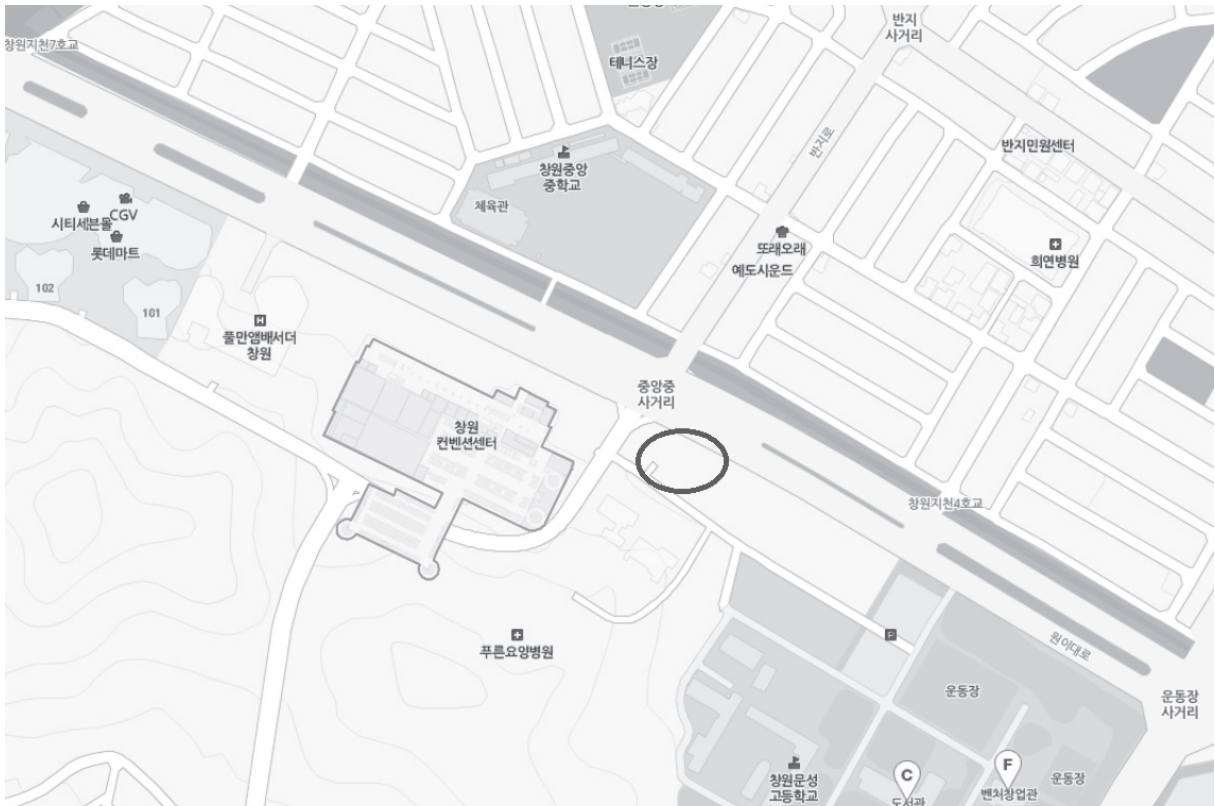 창원지천7호교
테니스장
반지
사거리
반지로
반지민원센터
창원중앙
중학교
체육관
CGV
시티세븐몰
롯데마트
또래오래
예도시운드
희연병원
102
101
H
풀만앰배서더
창원
중앙중
사거리
창원
컨벤션센터
창원지천4호교
푸른요양병원
P
원이대로
운동장
운동장
사거리
창원문성
고등학교
C
도서관
F
벤처창업관
운동장